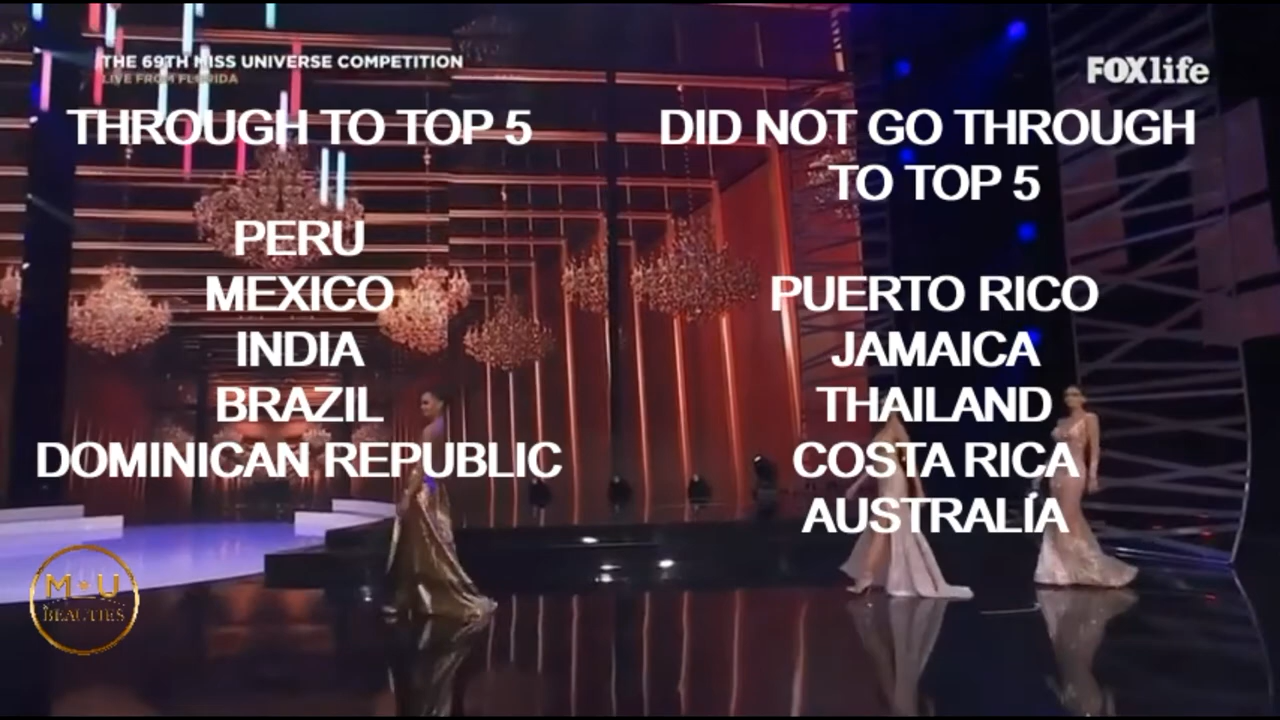 THE 69TH MISS UNIVERSE COMPETITION
LIVE FROM FLORIDA
FOXlife
THROUGH TO TOP 5
PERU
MEXICO
INDIA
BRAZIL
DOMINICAN REPUBLIC
DID NOT GO THROUGH
TO TOP 5
PUERTO RICO
JAMAICA
THAILAND
COSTA RICA
AUSTRALIA
M U
BEAUTIES